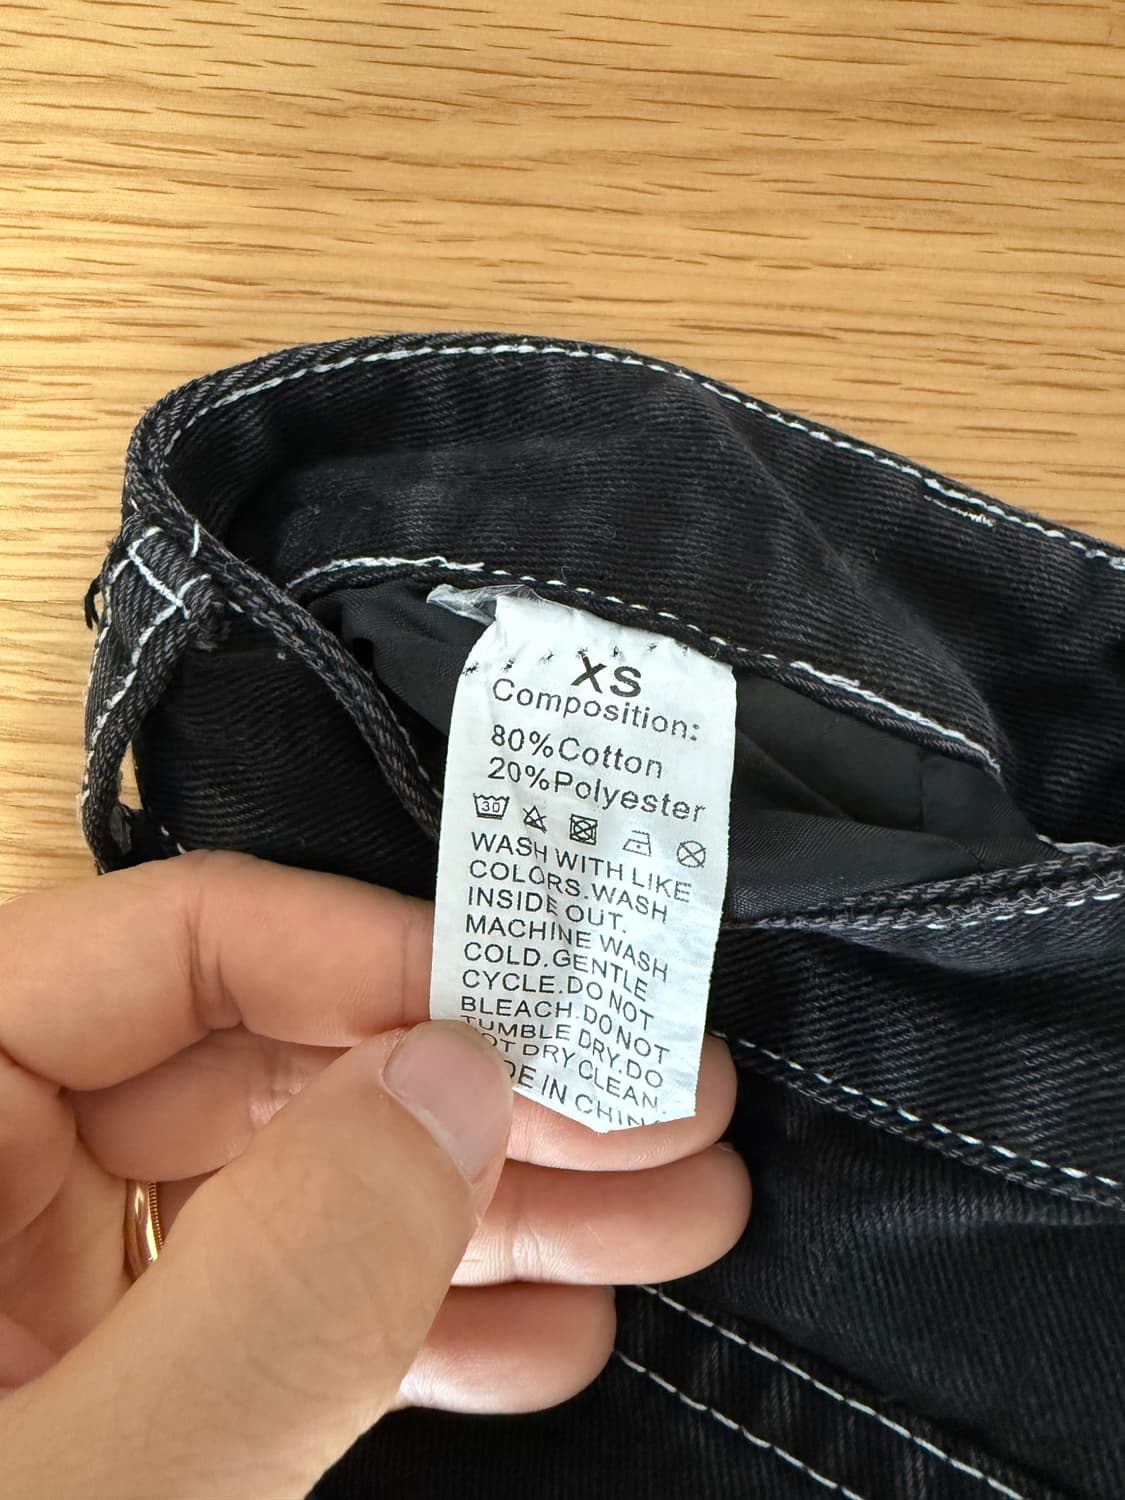 XS
Composition:
80%Cotton
20%Polyester
30
WASH WITH LIKE
COLORS.WASH
INSIDE OUT.
MACHINE WASH
COLD.GENTLE
CYCLE.DO NOT
BLEACH.DO NOT
TUMBLE DRY.DO
DRY CLEAN.
IN